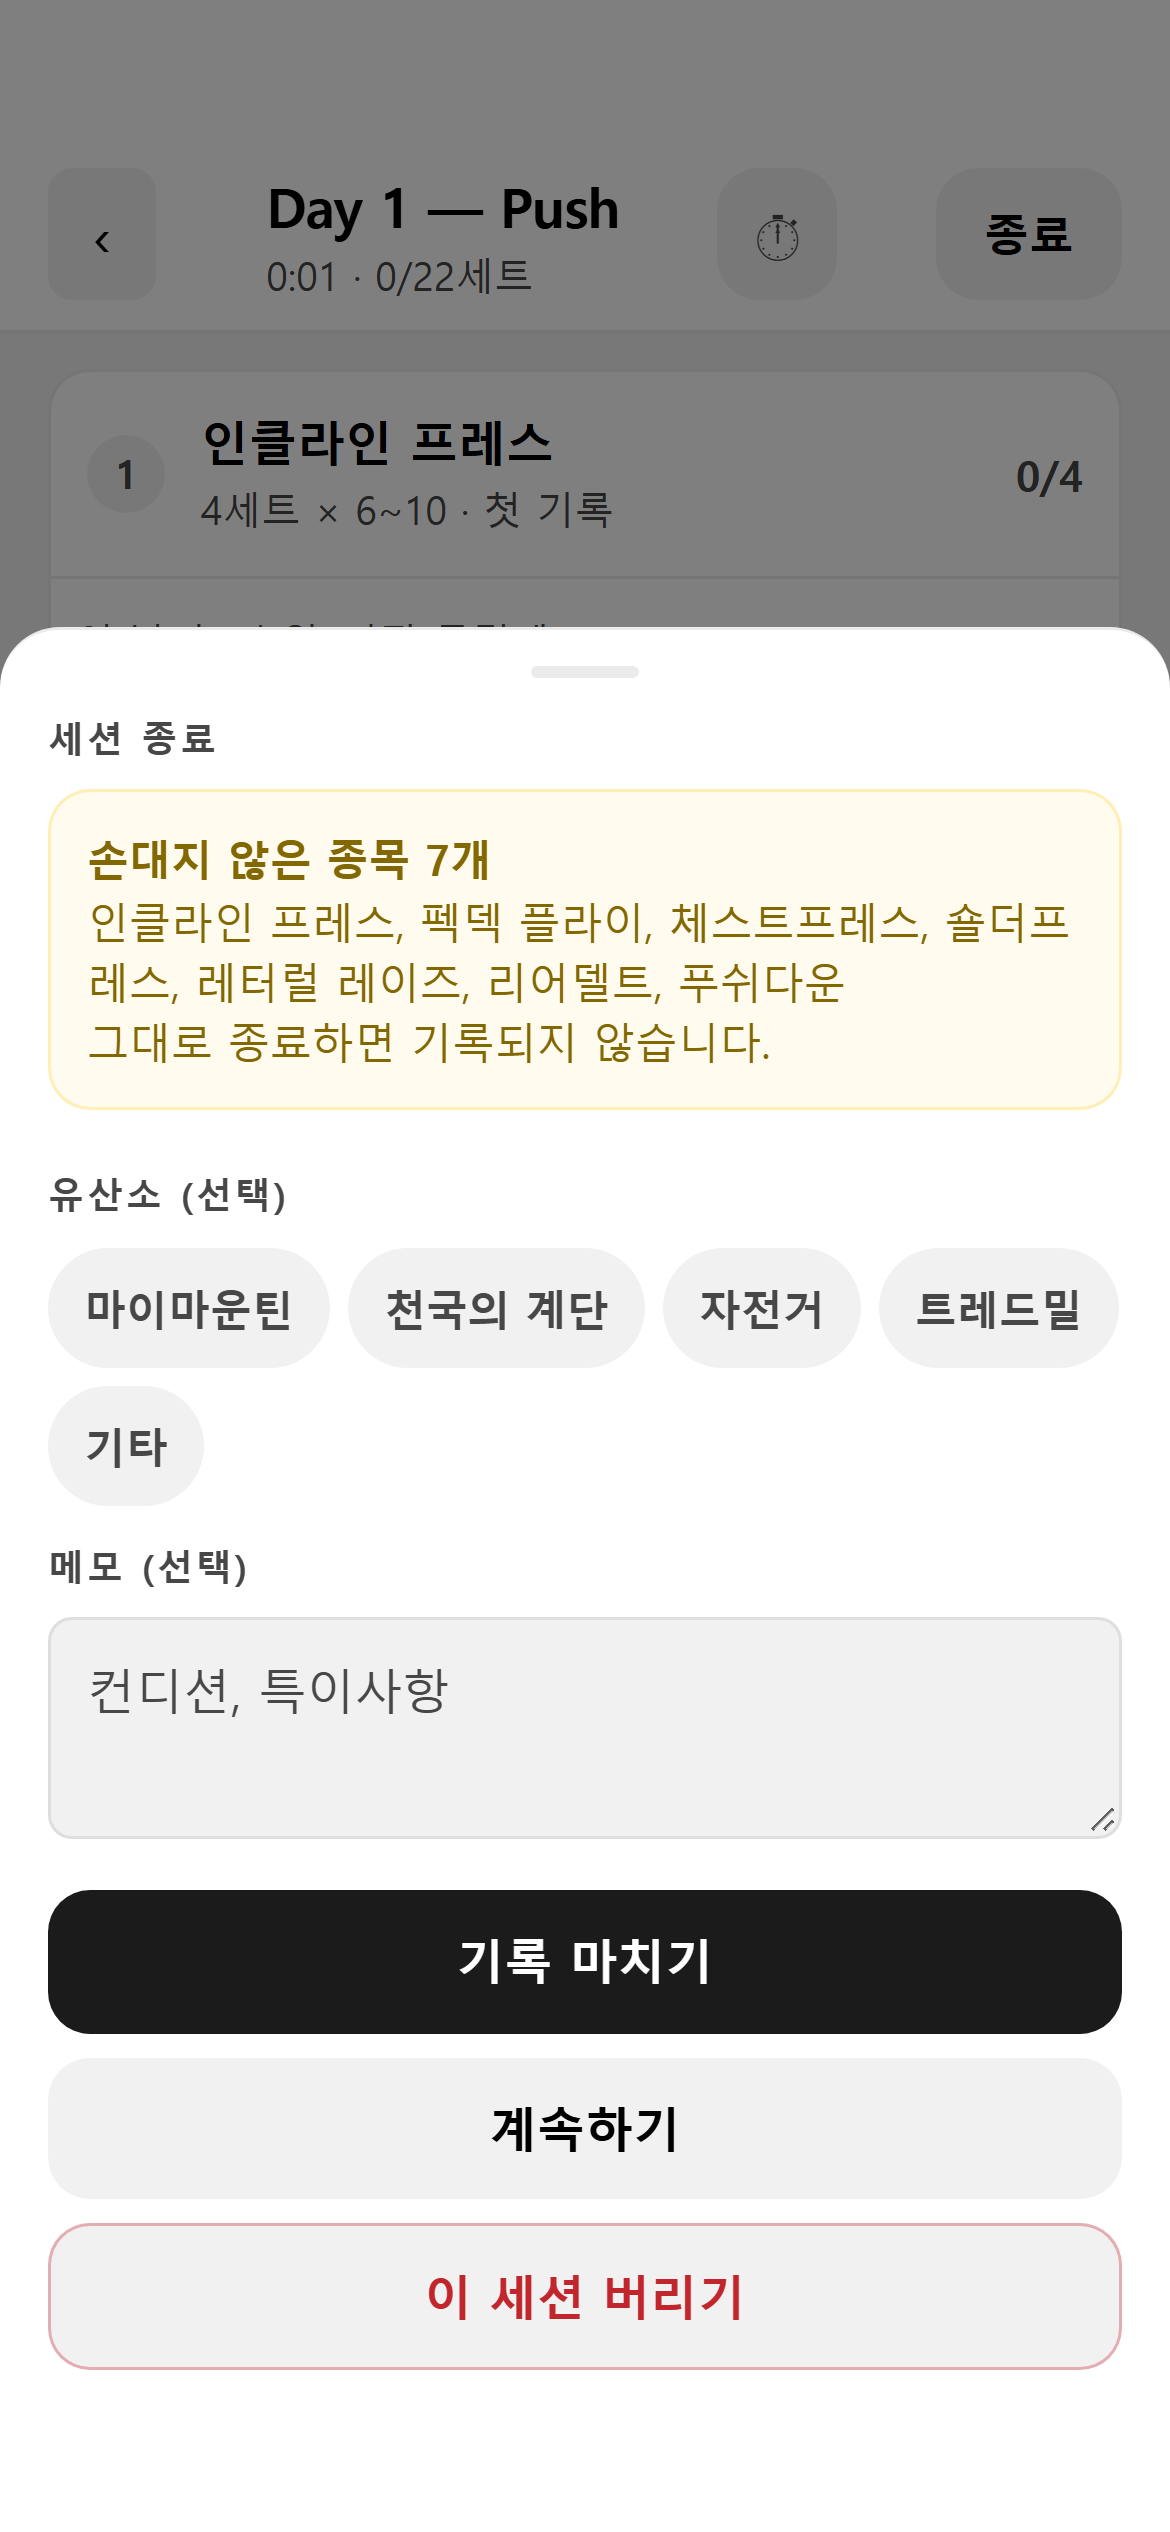 Day 1 — Push
0:01 · 0/22세트
종료
1
인클라인 프레스
4세트 × 6~10 · 첫 기록
0/4
세션 종료
손대지 않은 종목 7개
인클라인 프레스, 펙덱 플라이, 체스트프레스, 숄더프
레스, 레터럴 레이즈, 리어델트, 푸쉬다운
그대로 종료하면 기록되지 않습니다.
유산소 (선택)
마이마운틴
천국의 계단
자전거
트레드밀
기타
메모 (선택)
컨디션, 특이사항
기록 마치기
계속하기
이 세션 버리기